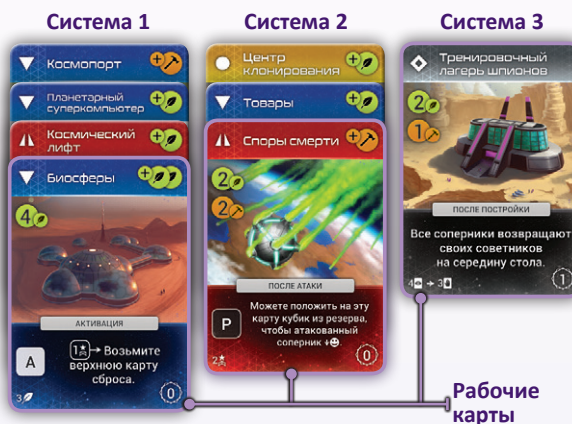 Система 1
Космопорт
+
Планетарный
суперкомпьютер
+
Космический
лифт
+
Биосферы
+
4
АКТИВАЦИЯ
A
1 → Возьмите
верхнюю карту
сброса.
3
0
Система 2
Центр
клонирования
+
Товары
+
Споры смерти
+
2
2
ПОСЛЕ АТАКИ
P
Можете положить на эту
карту кубик из резерва,
чтобы атакованный
соперник
2
0
Система 3
Тренировочный
лагерь шпионов
2
1
ПОСЛЕ ПОСТРОЙКИ
Все соперники возвращают
своих советников
на середину стола.
4 → 3
1
Рабочие
карты